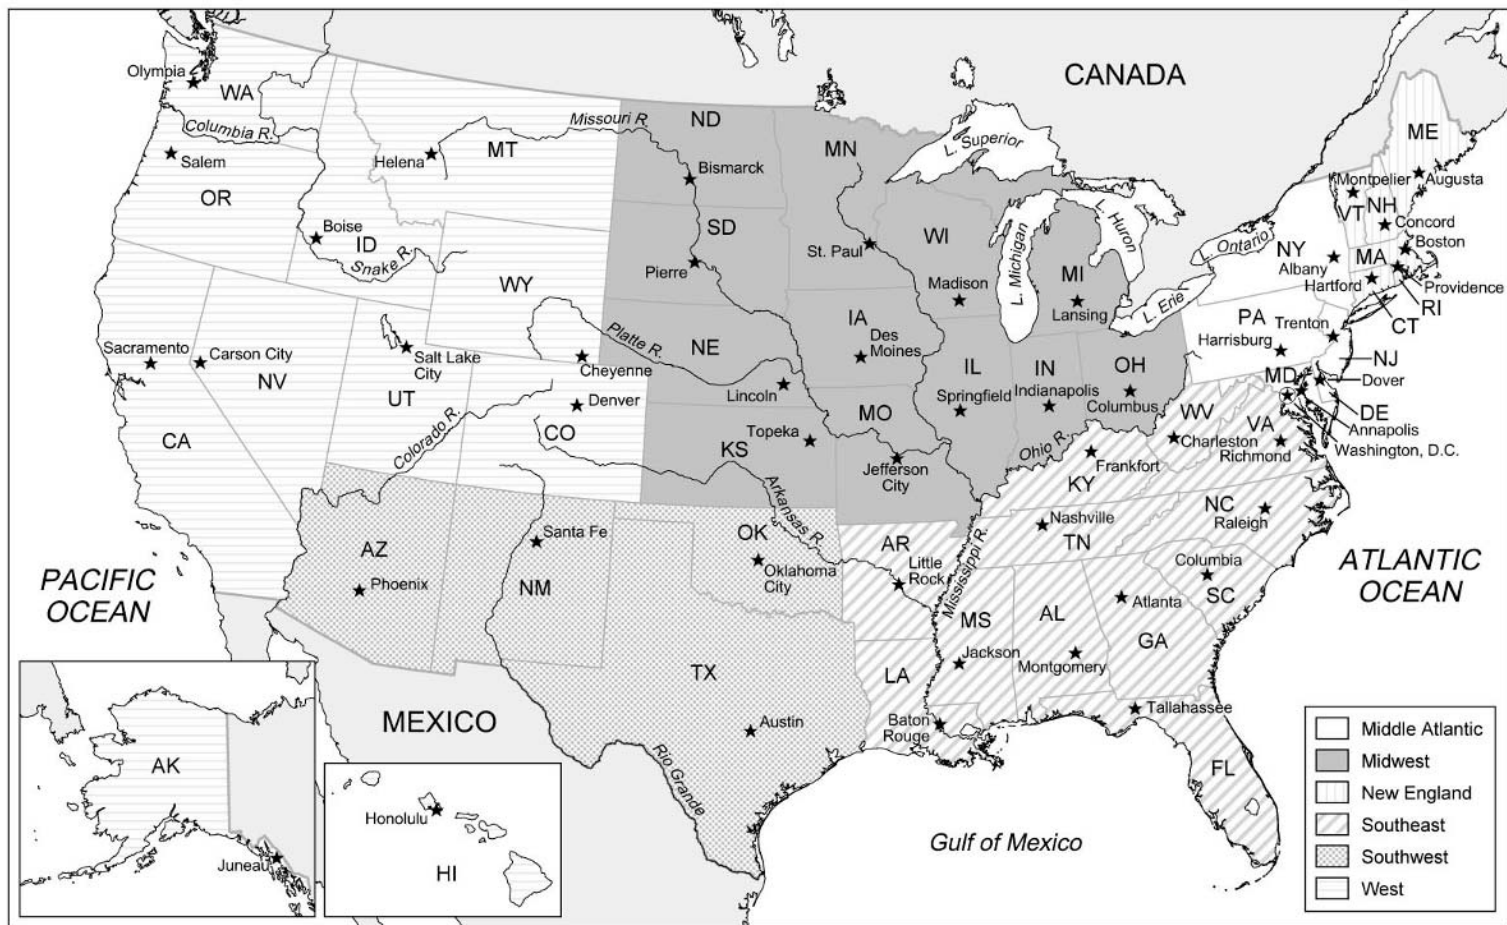 CANADA
Olympia
WA
Columbia R.
Salem
OR
Missouri R.
Helena
MT
Boise
ID
Snake R.
WY
ND
Bismarck
MN
SD
Pierre
St. Paul
L. Superior
WI
Madison
L. Michigan
L. Huron
MI
Lansing
L. Erie
L. Ontario
ME
Montpelier
Augusta
VT
NH
Concord
Boston
NY
Albany
MA
Hartford
Providence
RI
CT
PA
Trenton
Harrisburg
NJ
MD
Dover
DE
Annapolis
Washington, D.C.
Sacramento
Carson City
NV
Salt Lake
City
UT
CA
Platte R.
Cheyenne
Denver
CO
Colorado R.
NE
Lincoln
IA
Des
Moines
IL
Springfield
IN
Indianapolis
OH
Columbus
MO
Topeka
KS
Jefferson
City
Ohio R.
WV
Charleston
VA
Richmond
Frankfort
KY
Arkansas R.
Nashville
TN
NC
Raleigh
AZ
Phoenix
Santa Fe
NM
OK
Oklahoma
City
AR
Little
Rock
Mississippi R.
Columbia
SC
Atlanta
GA
MS
Jackson
AL
Montgomery
LA
Baton
Rouge
Tallahassee
FL
TX
Austin
Rio Grande
PACIFIC
OCEAN
ATLANTIC
OCEAN
MEXICO
Gulf of Mexico
AK
Juneau
Honolulu
HI
Middle Atlantic
Midwest
New England
Southeast
Southwest
West